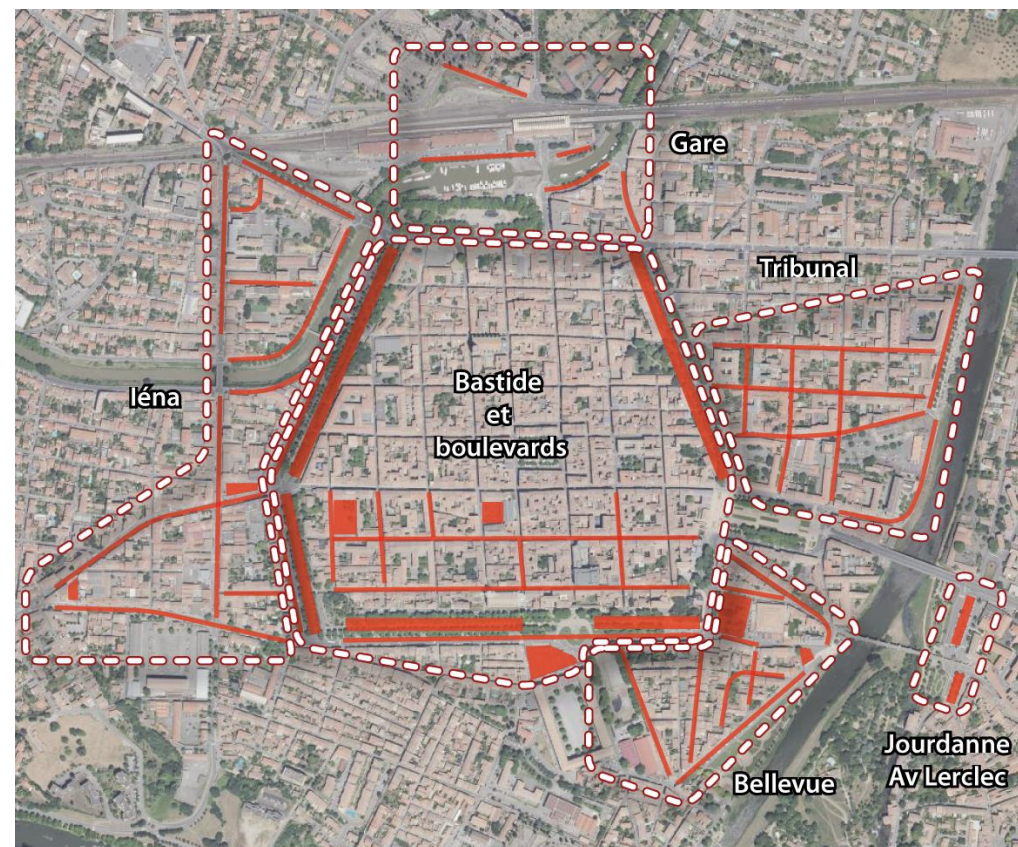 Gare
Tribunal
Iéna
Bastide
et
boulevards
Jourdanne
Av Lerclec
Bellevue